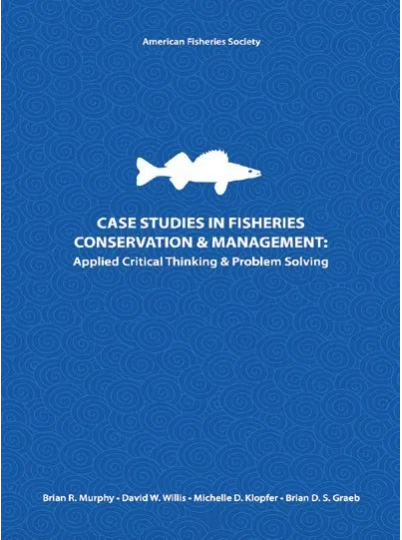 American Fisheries Society
CASE STUDIES IN FISHERIES
CONSERVATION & MANAGEMENT:
Applied Critical Thinking & Problem Solving
Brian R. Murphy • David W. Willis • Michelle D. Klopfer • Brian D. S. Graeb